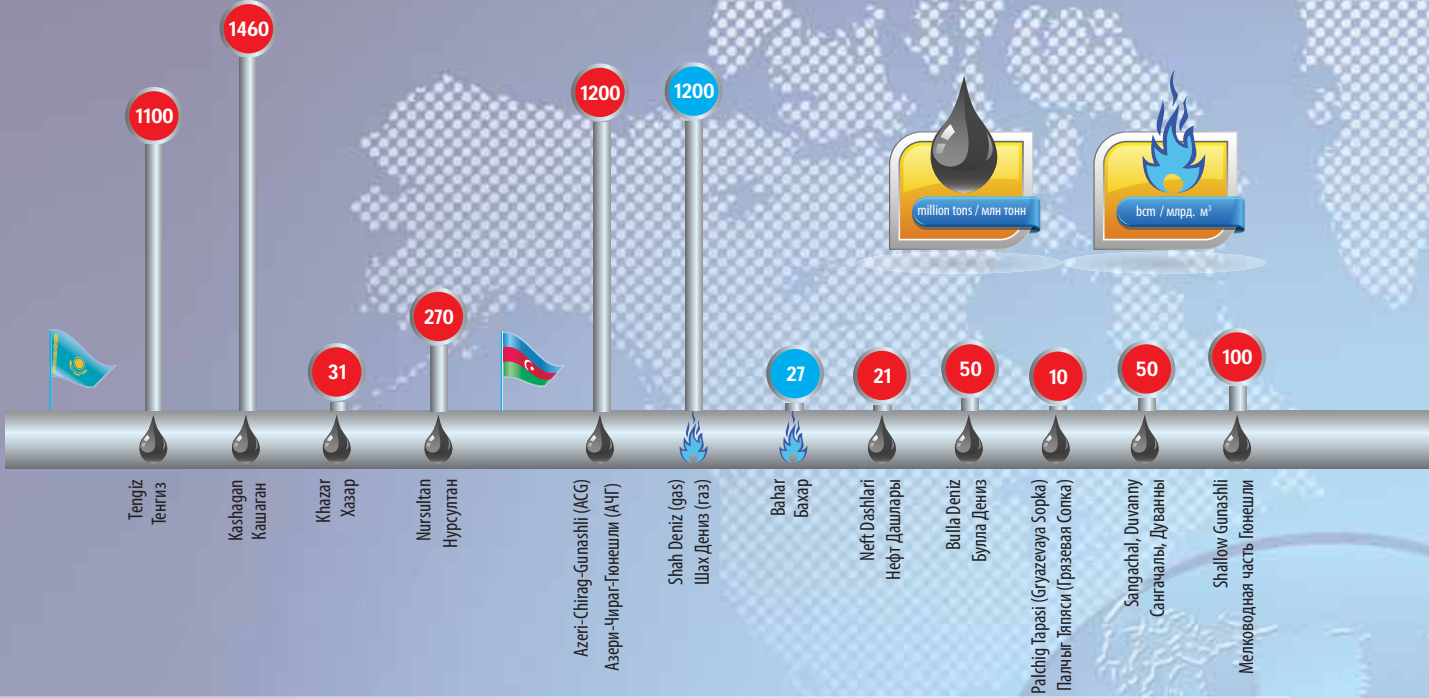 1460
1100
1200
1200
million tons / млн тонн
bcm / млрд. м³
270
31
27
21
50
10
50
100
Tengiz
Тенгиз
Kashagan
Кашаган
Khazar
Хазар
Nursultan
Нурсултан
Azeri-Chirag-Gunashli (ACG)
Азери-Чираг-Гюнешли (АЧГ)
Shah Deniz (gas)
Шах Дениз (газ)
Bahar
Бахар
Neft Dashlari
Нефт Дашлары
Bulla Deniz
Булла Дениз
Palchig Tapasi (Gryazevaya Sopka)
Палчыг Тяпяси (Грязевая Сопка)
Sangachal, Duvanny
Сангачалы, Дуванны
Shallow Gunashli
Мелководная часть Гюнешли